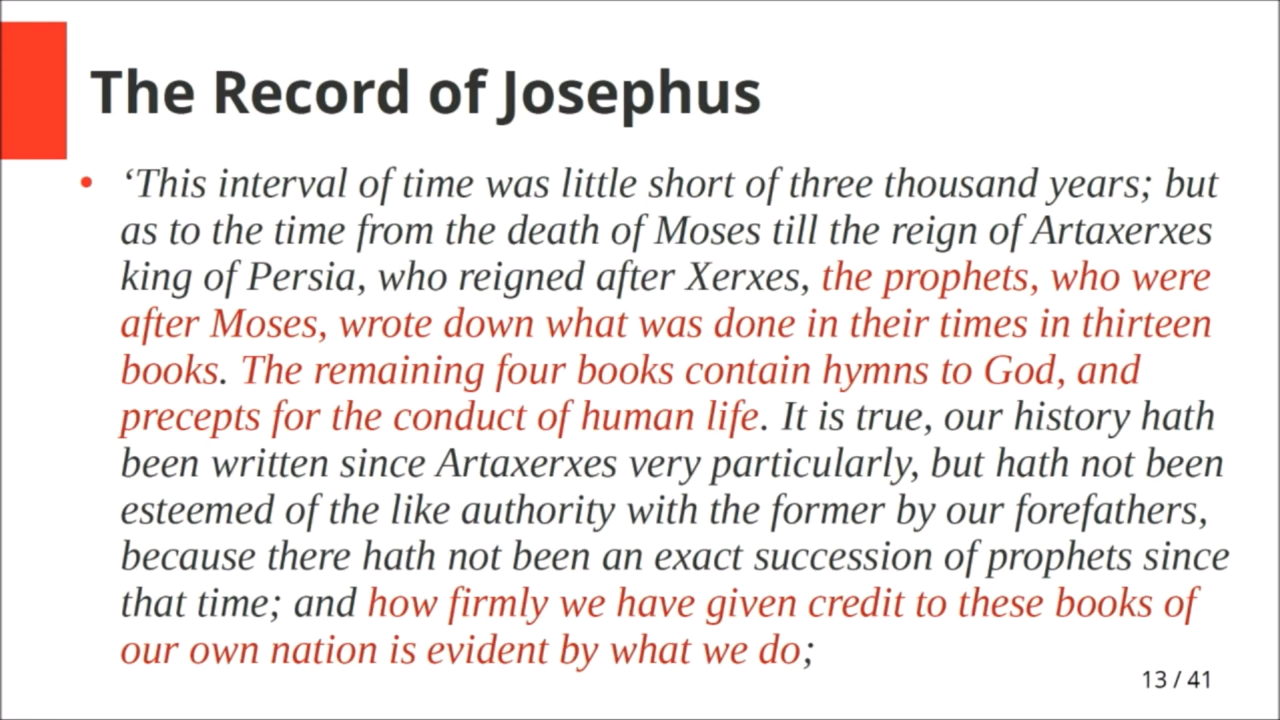 The Record of Josephus
• ‘This interval of time was little short of three thousand years; but
as to the time from the death of Moses till the reign of Artaxerxes
king of Persia, who reigned after Xerxes, the prophets, who were
after Moses, wrote down what was done in their times in thirteen
books. The remaining four books contain hymns to God, and
precepts for the conduct of human life. It is true, our history hath
been written since Artaxerxes very particularly, but hath not been
esteemed of the like authority with the former by our forefathers,
because there hath not been an exact succession of prophets since
that time; and how firmly we have given credit to these books of
our own nation is evident by what we do;
13 / 41